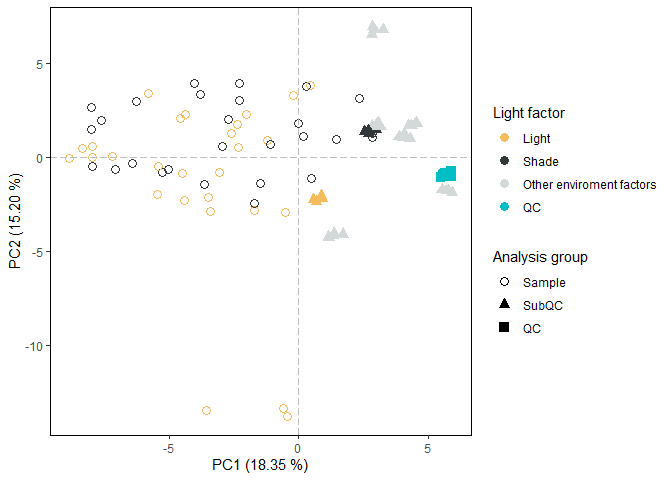 5
0
-5
-10
-5
0
5
PC1 (18.35 %)
PC2 (15.20 %)
Light factor
Light
Shade
Other enviroment factors
QC
Analysis group
Sample
SubQC
QC